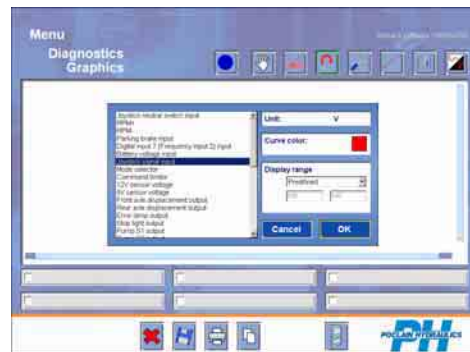 Menu
Diagnostics
Graphics
Joystick neutral switch input
Parking brake input
Digital input 7 (Frequency input 2) input
Battery voltage input
Joystick signal input
Mode selector
Command limiter
12V sensor voltage
8V sensor voltage
Front axle displacement output
Rear axle displacement output
Error lamp output
Stop light output
Pump S1 output
Unit: V
Curve color:
Display range
Predefined
Cancel
OK
POCLAIN HYDRAULICS
PH